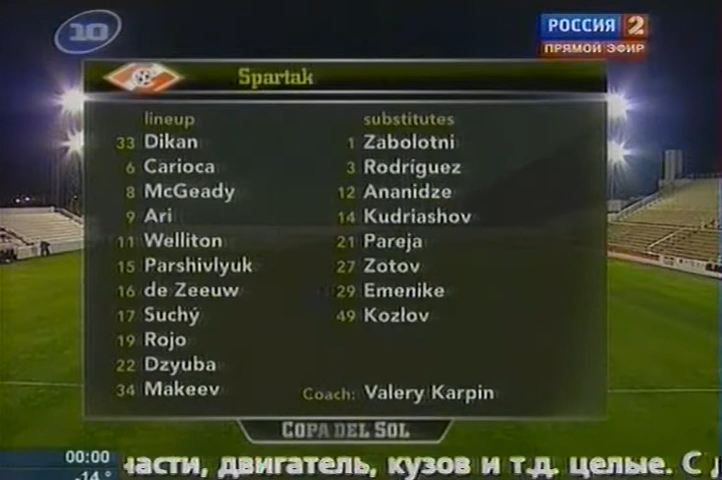 10
РОССИЯ 2
ПРЯМОЙ ЭФИР
Spartak
lineup
33 Dikan
6 Carioca
8 McGeady
9 Ari
11 Welliton
15 Parshivlyuk
16 de Zeeuw
17 Suchý
19 Rojo
22 Dzyuba
34 Makeev
substitutes
1 Zabolotni
3 Rodríguez
12 Ananidze
14 Kudriashov
21 Pareja
27 Zotov
29 Emenike
49 Kozlov
Coach: Valery Karpin
COPA DEL SOL
00:00
-14°
части, двигатель, кузов и т.д. целые. С